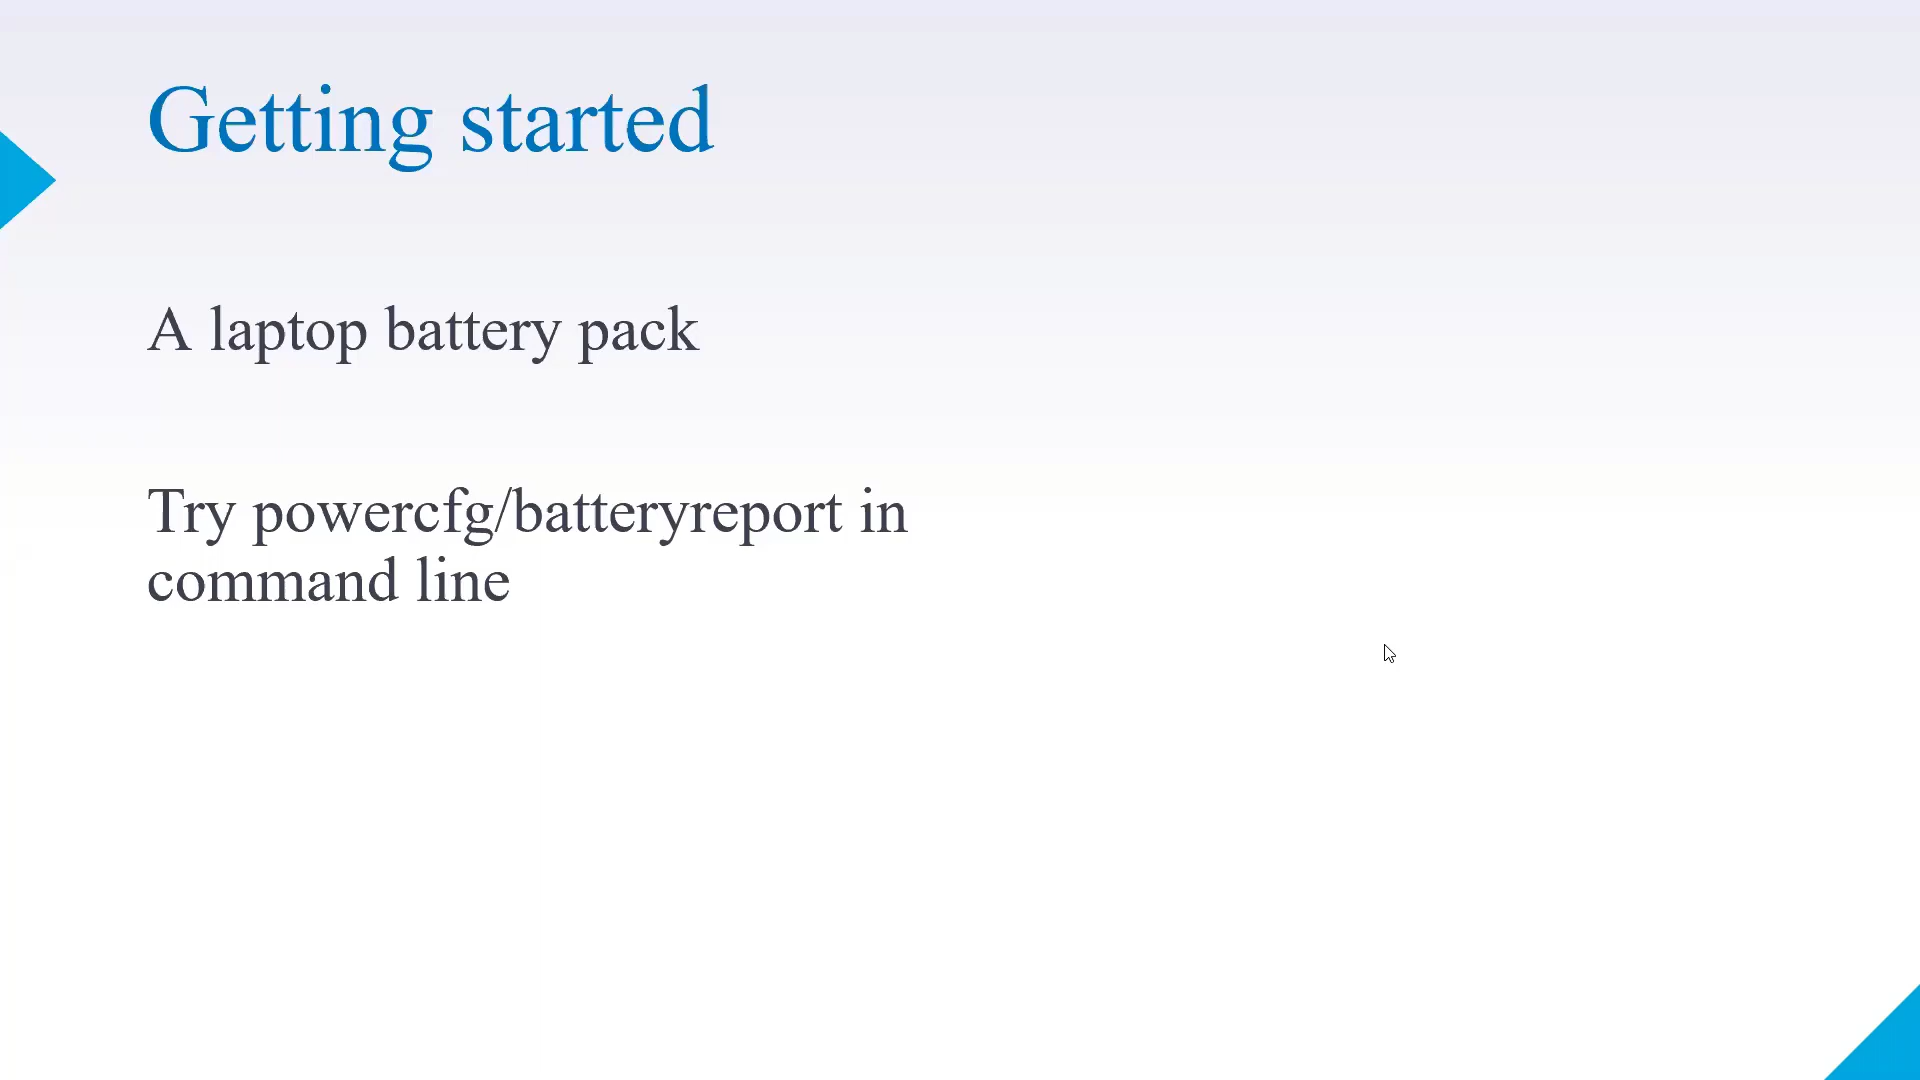 Getting started
A laptop battery pack
Try powercfg/batteryreport in
command line